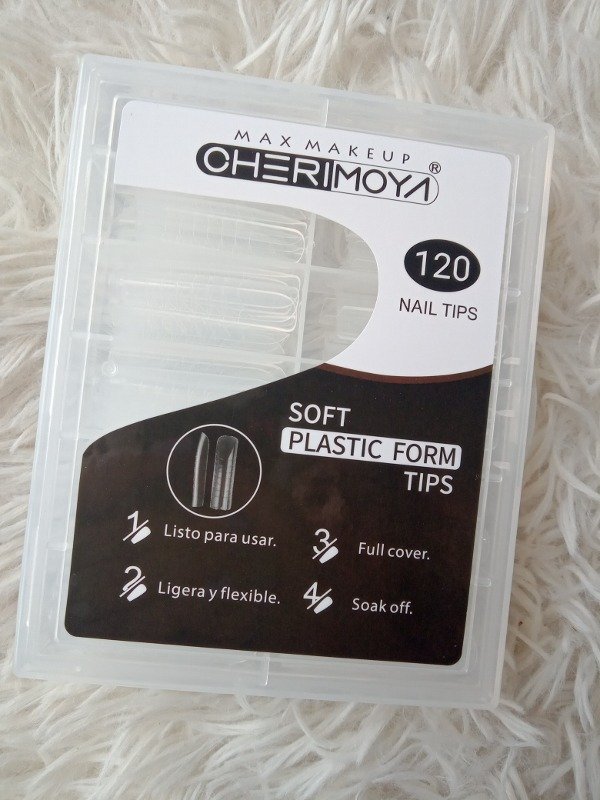 MAX MAKEUP
CHERIMOYA®
120
NAIL TIPS
SOFT
PLASTIC FORM
TIPS
1 Listo para usar.
2 Ligera y flexible.
3 Full cover.
4 Soak off.